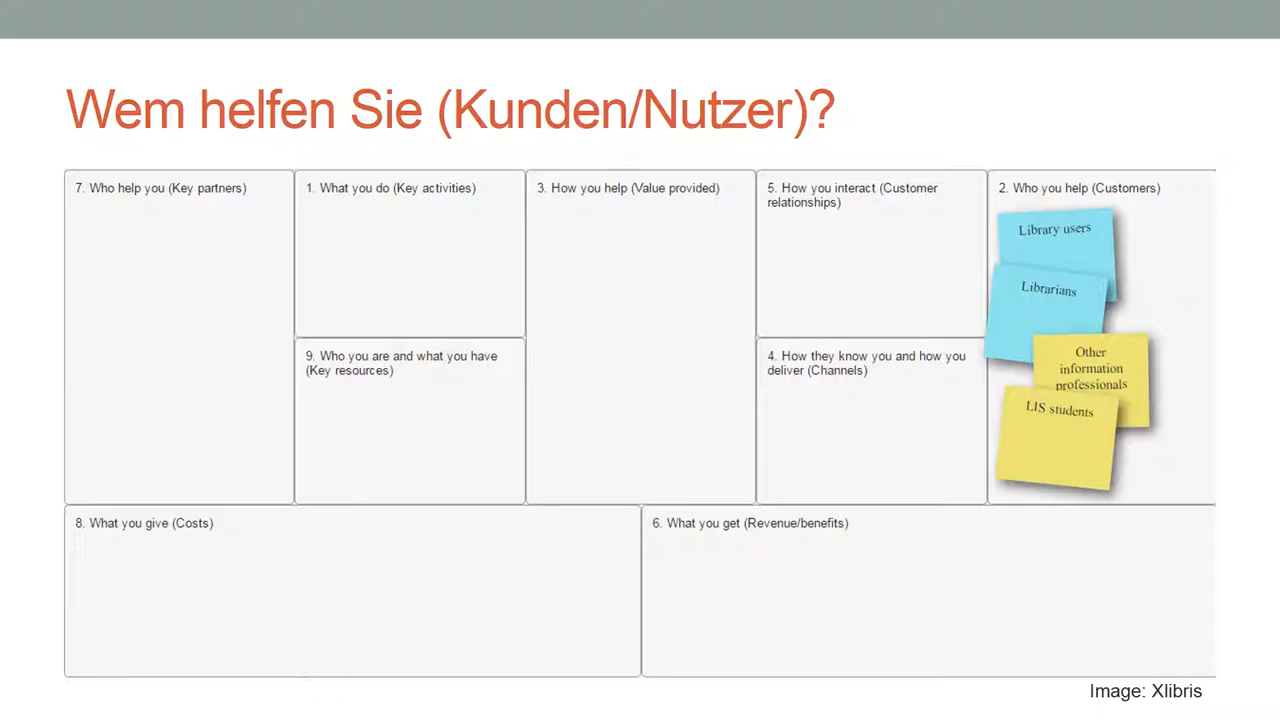 Wem helfen Sie (Kunden/Nutzer)?
7. Who help you (Key partners)
1. What you do (Key activities)
3. How you help (Value provided)
5. How you interact (Customer
relationships)
2. Who you help (Customers)
Library users
Librarians
Other
information
professionals
LIS students
9. Who you are and what you have
(Key resources)
4. How they know you and how you
deliver (Channels)
8. What you give (Costs)
6. What you get (Revenue/benefits)
Image: Xlibris